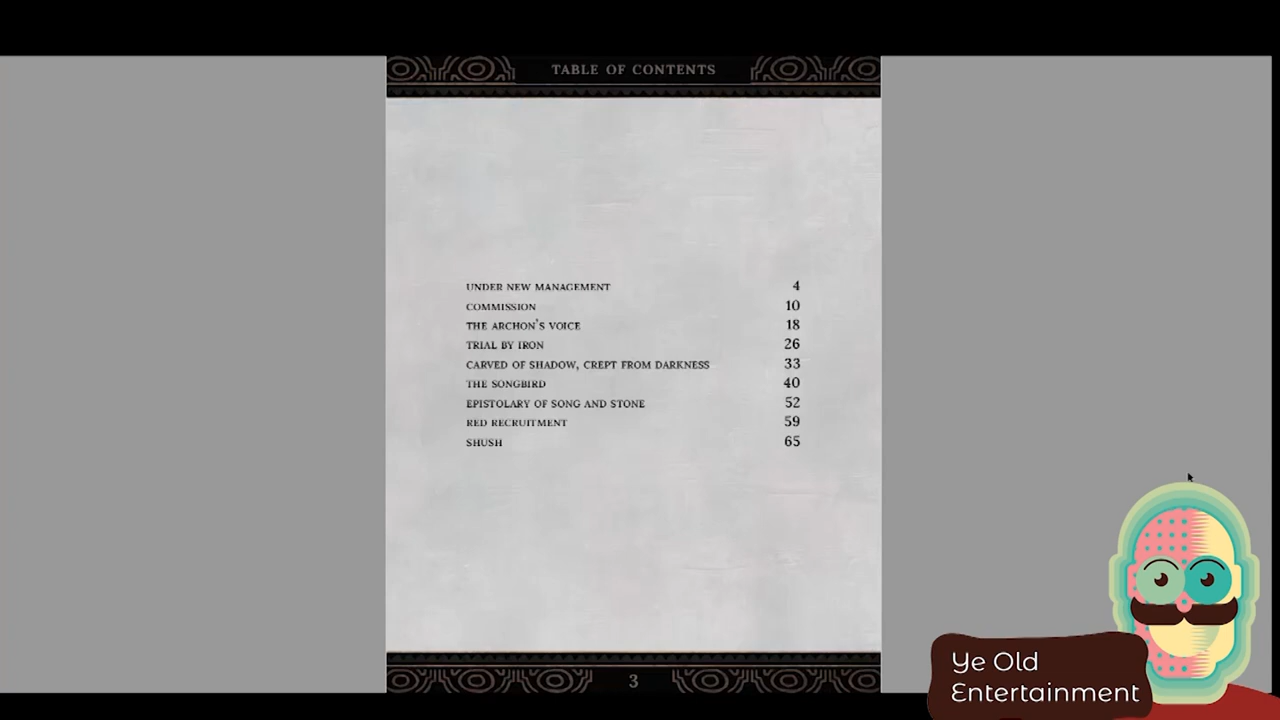 TABLE OF CONTENTS
UNDER NEW MANAGEMENT 4
COMMISSION 10
THE ARCHON'S VOICE 18
TRIAL BY IRON 26
CARVED OF SHADOW, CREPT FROM DARKNESS 33
THE SONGBIRD 40
EPISTOLARY OF SONG AND STONE 52
RED RECRUITMENT 59
SHUSH 65
3
Ye Old
Entertainment